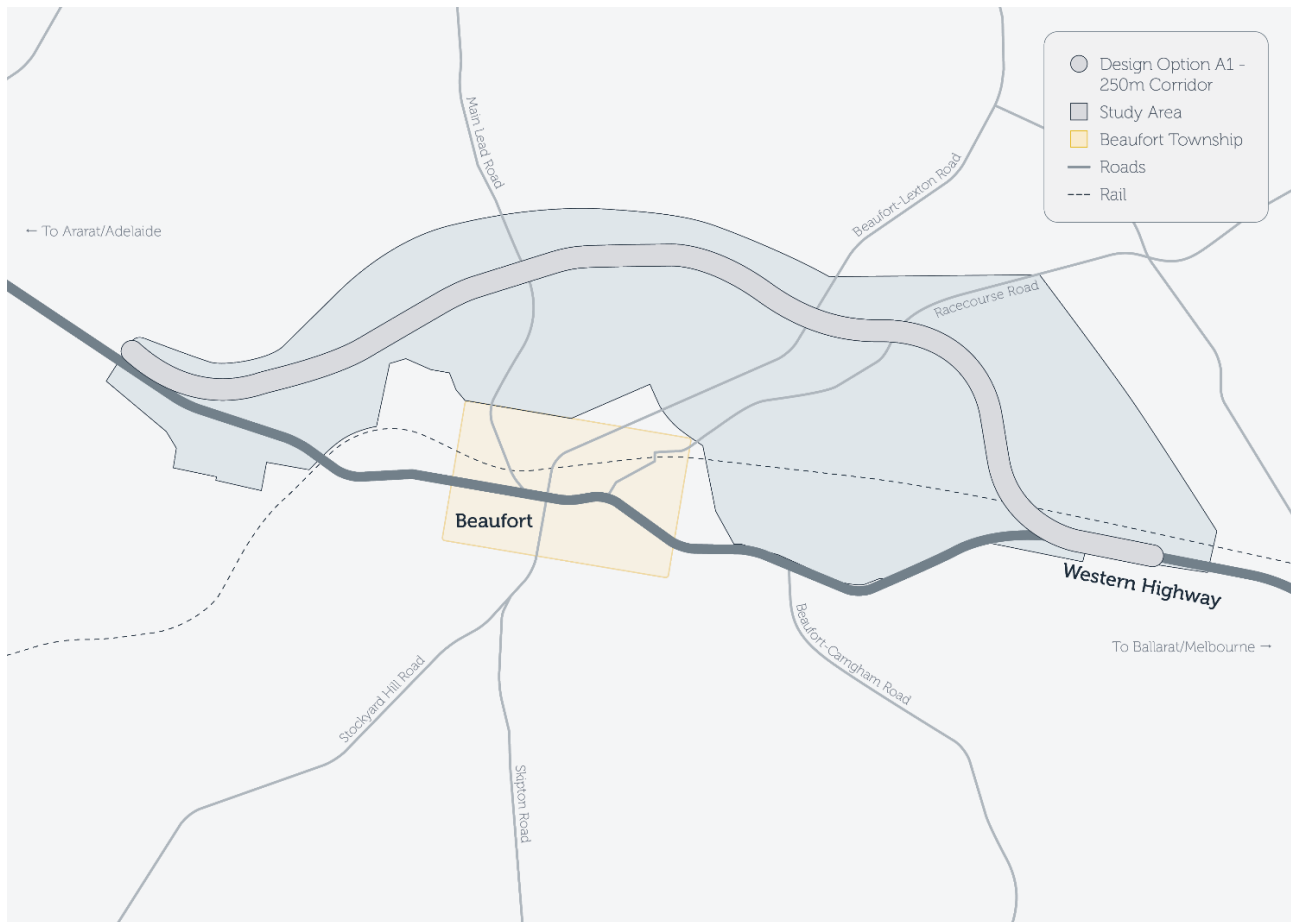 Design Option A1 -
250m Corridor
Study Area
Beaufort Township
Roads
Rail
Main Lead Road
Beaufort-Lexton Road
← To Ararat/Adelaide
Racecourse Road
Beaufort
Western Highway
To Ballarat/Melbourne →
Beaufort-Carngham Road
Stockyard Hill Road
Skipton Road